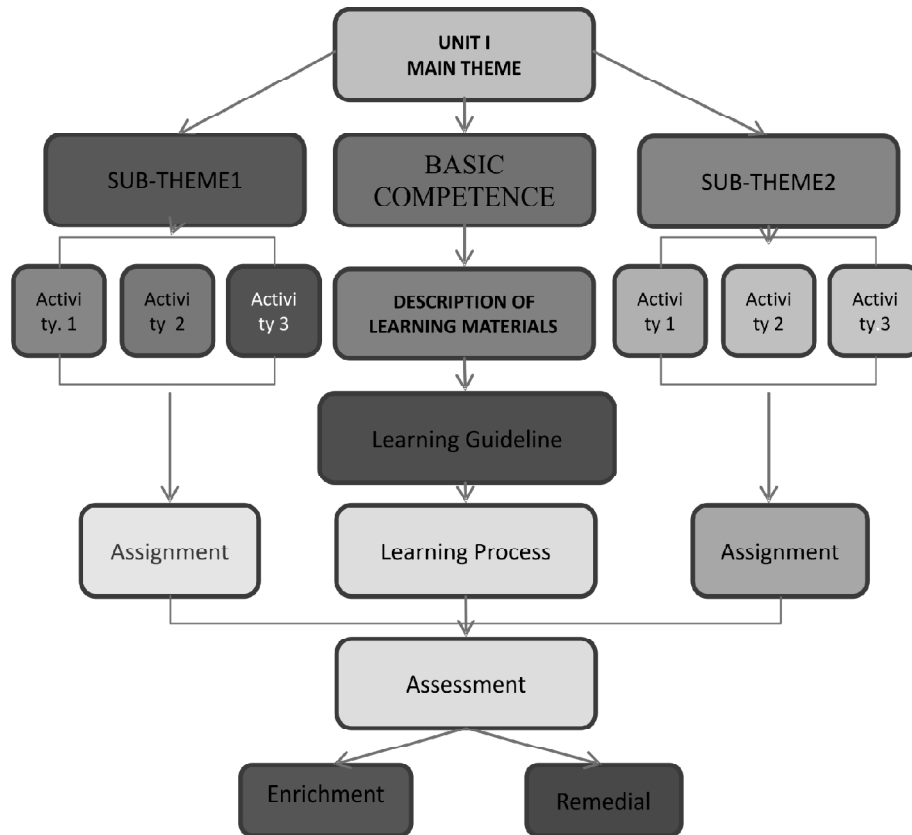 UNIT I
MAIN THEME
SUB-THEME1
BASIC
COMPETENCE
SUB-THEME2
Activi
ty. 1
Activi
ty 2
Activi
ty 3
DESCRIPTION OF
LEARNING MATERIALS
Activi
ty 1
Activi
ty 2
Activi
ty.3
Learning Guideline
Assignment
Learning Process
Assignment
Assessment
Enrichment
Remedial